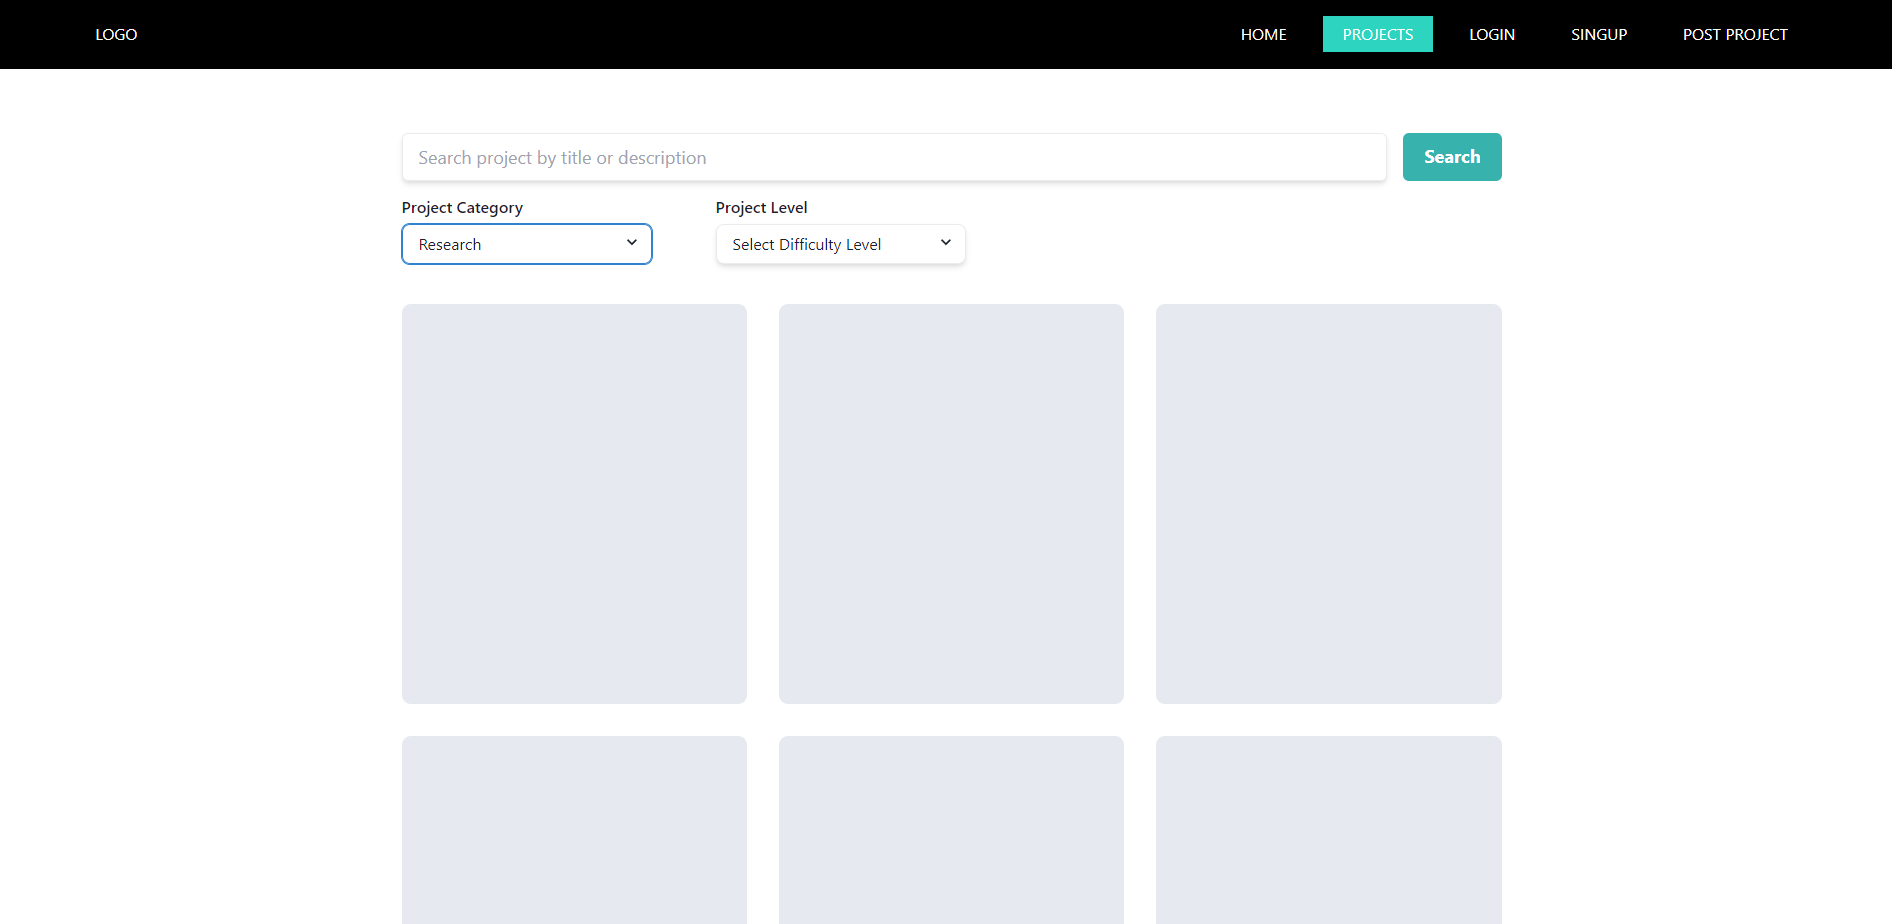 LOGO HOME PROJECTS LOGIN SINGUP POST PROJECT
Search project by title or description Search
Project Category Project Level
Research Select Difficulty Level